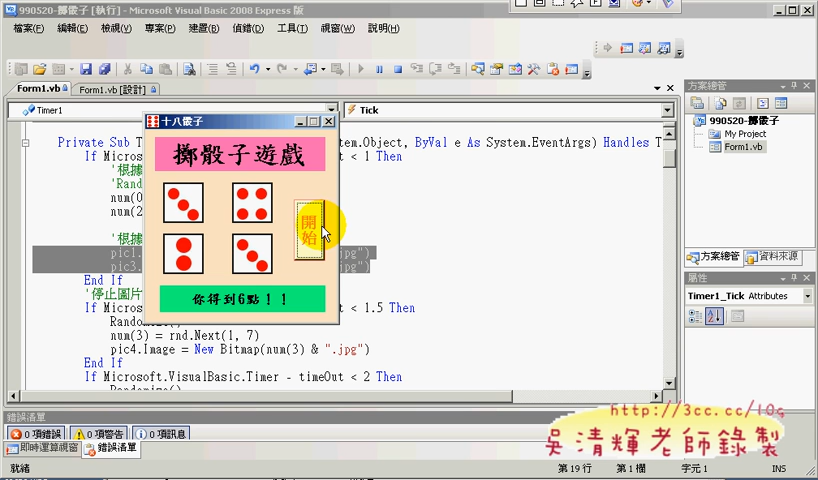 990520-擲骰子 [執行] - Microsoft Visual Basic 2008 Express 版
檔案(F) 編輯(E) 檢視(V) 專案(P) 建置(B) 偵錯(D) 工具(T) 視窗(W) 說明(H)
Form1.vb Form1.vb [設計]
Timer1 Tick
Private Sub T
tem.Object, ByVal e As System.EventArgs) Handles T
If Micros
t < 1 Then
'根據
'Rand
num(0
num(2
'根據
pic1.
.jpg")
pic3.
.jpg")
End If
'停止圖片
If Micros
t < 1.5 Then
num(3) = rnd.Next(1, 7)
pic4.Image = New Bitmap(num(3) & ".jpg")
End If
If Microsoft.VisualBasic.Timer - timeOut < 2 Then
十八骰子
擲骰子遊戲
開始
你得到6點！！
方案總管
990520-擲骰子
My Project
Form1.vb
方案總管 資料來源
屬性
Timer1_Tick Attributes
錯誤清單
0 項錯誤 0 項警告 0 項訊息
即時運算視窗 錯誤清單
就緒 第 19 行 第 1 欄 字元 1 INS
http://3cc.cc/10g
吳清輝老師錄製